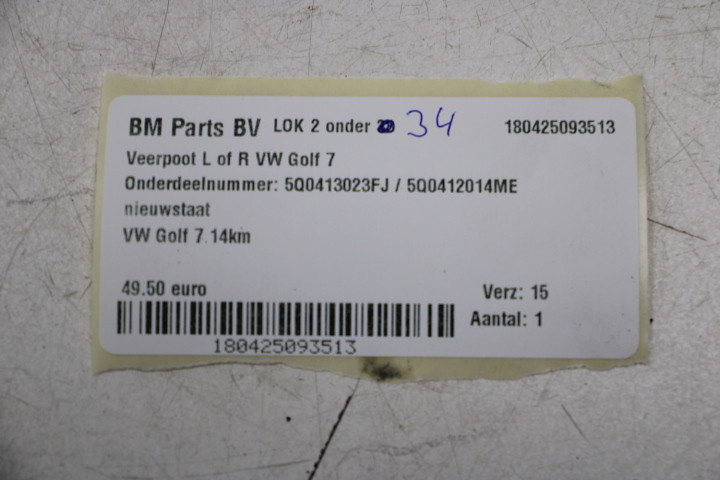 BM Parts BV LOK 2 onder 34 180425093513
Veerpoot L of R VW Golf 7
Onderdeelnummer: 5Q0413023FJ / 5Q0412014ME
nieuwstaat
VW Golf 7 14km
49.50 euro Verz: 15
Aantal: 1
180425093513